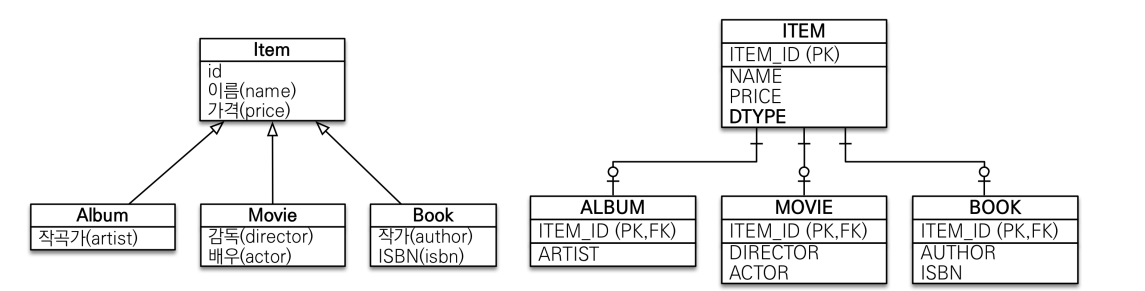 Item
id
이름(name)
가격(price)
Album
작곡가(artist)
Movie
감독(director)
배우(actor)
Book
작가(author)
ISBN(isbn)
ITEM
ITEM_ID (PK)
NAME
PRICE
DTYPE
ALBUM
ITEM_ID (PK,FK)
ARTIST
MOVIE
ITEM_ID (PK,FK)
DIRECTOR
ACTOR
BOOK
ITEM_ID (PK,FK)
AUTHOR
ISBN